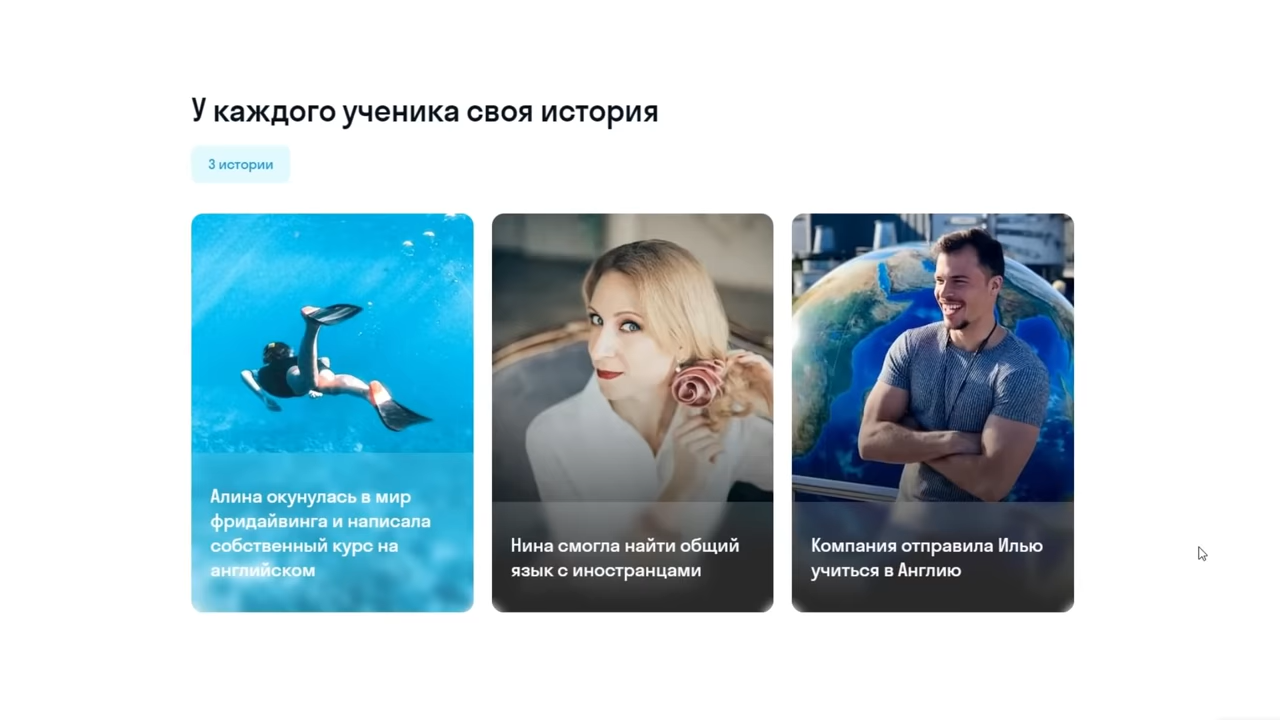 У каждого ученика своя история
3 истории
Алина окунулась в мир
фридайвинга и написала
собственный курс на
английском
Нина смогла найти общий
язык с иностранцами
Компания отправила Илью
учиться в Англию